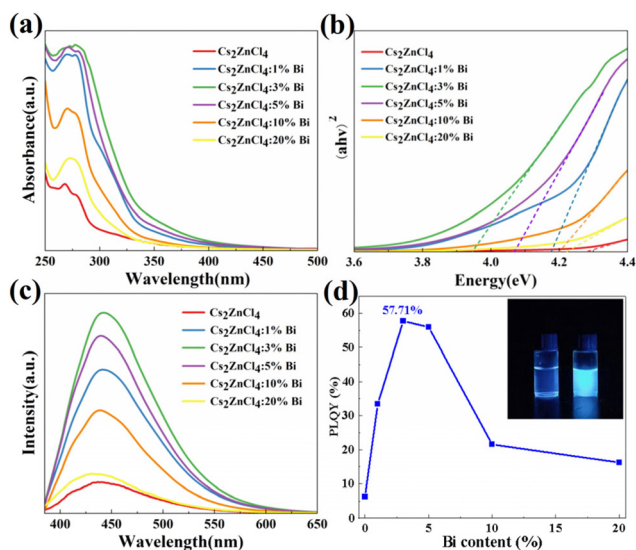 (a)
Absorbance(a.u.)
Cs₂ZnCl₄
Cs₂ZnCl₄:1% Bi
Cs₂ZnCl₄:3% Bi
Cs₂ZnCl₄:5% Bi
Cs₂ZnCl₄:10% Bi
Cs₂ZnCl₄:20% Bi
250 300 350 400 450 500
Wavelength(nm)
(b)
(ahv)²
Cs₂ZnCl₄
Cs₂ZnCl₄:1% Bi
Cs₂ZnCl₄:3% Bi
Cs₂ZnCl₄:5% Bi
Cs₂ZnCl₄:10% Bi
Cs₂ZnCl₄:20% Bi
3.6 3.8 4.0 4.2 4.4
Energy(eV)
(c)
Intensity(a.u.)
Cs₂ZnCl₄
Cs₂ZnCl₄:1% Bi
Cs₂ZnCl₄:3% Bi
Cs₂ZnCl₄:5% Bi
Cs₂ZnCl₄:10% Bi
Cs₂ZnCl₄:20% Bi
400 450 500 550 600 650
Wavelength(nm)
(d)
57.71%
PLQY (%)
60
50
40
30
20
10
0
0 5 10 15 20
Bi content (%)